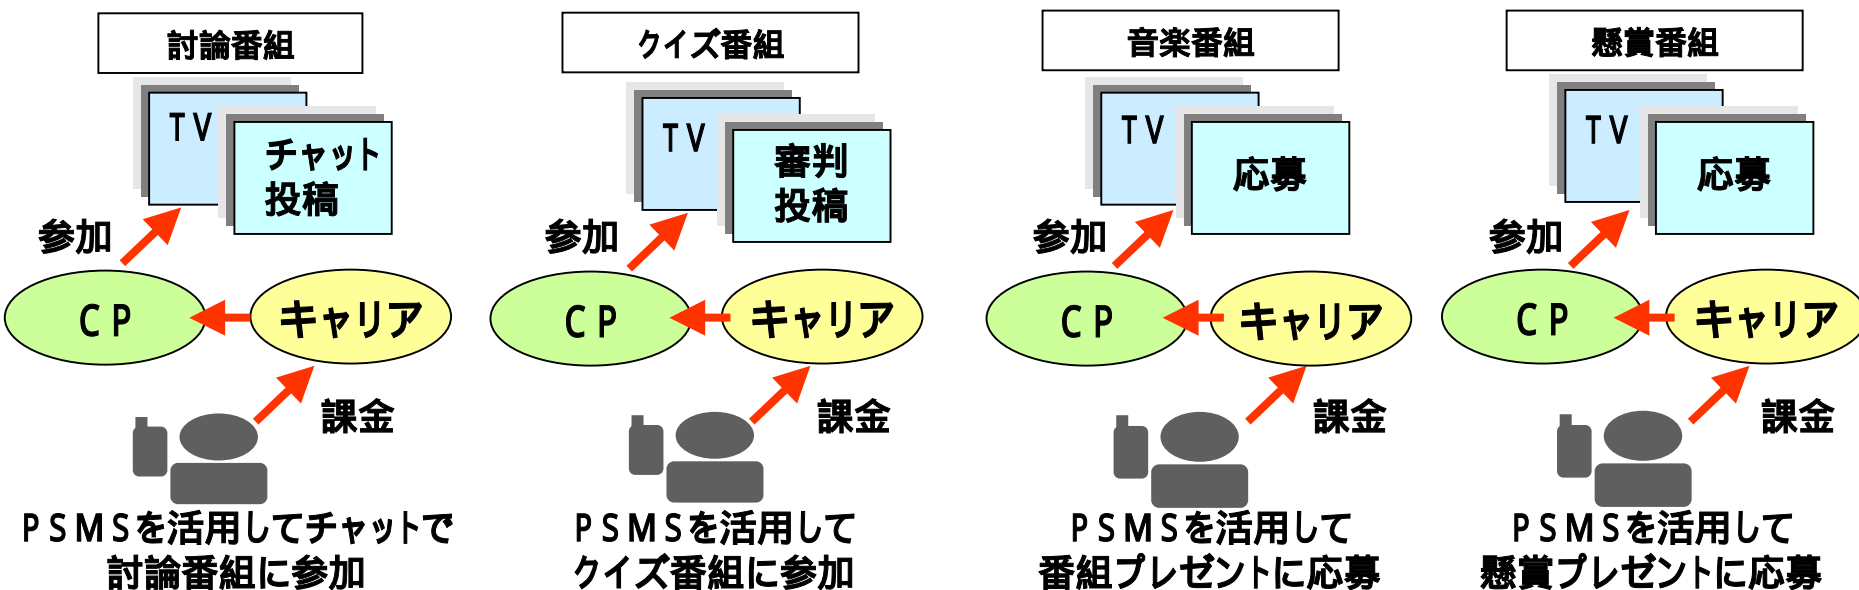 討論番組
TV
チャット
投稿
参加
CP
キャリア
課金
PSMSを活用してチャットで
討論番組に参加
クイズ番組
TV
審判
投稿
参加
CP
キャリア
課金
PSMSを活用して
クイズ番組に参加
音楽番組
TV
応募
参加
CP
キャリア
課金
PSMSを活用して
番組プレゼントに応募
懸賞番組
TV
応募
参加
CP
キャリア
課金
PSMSを活用して
懸賞プレゼントに応募